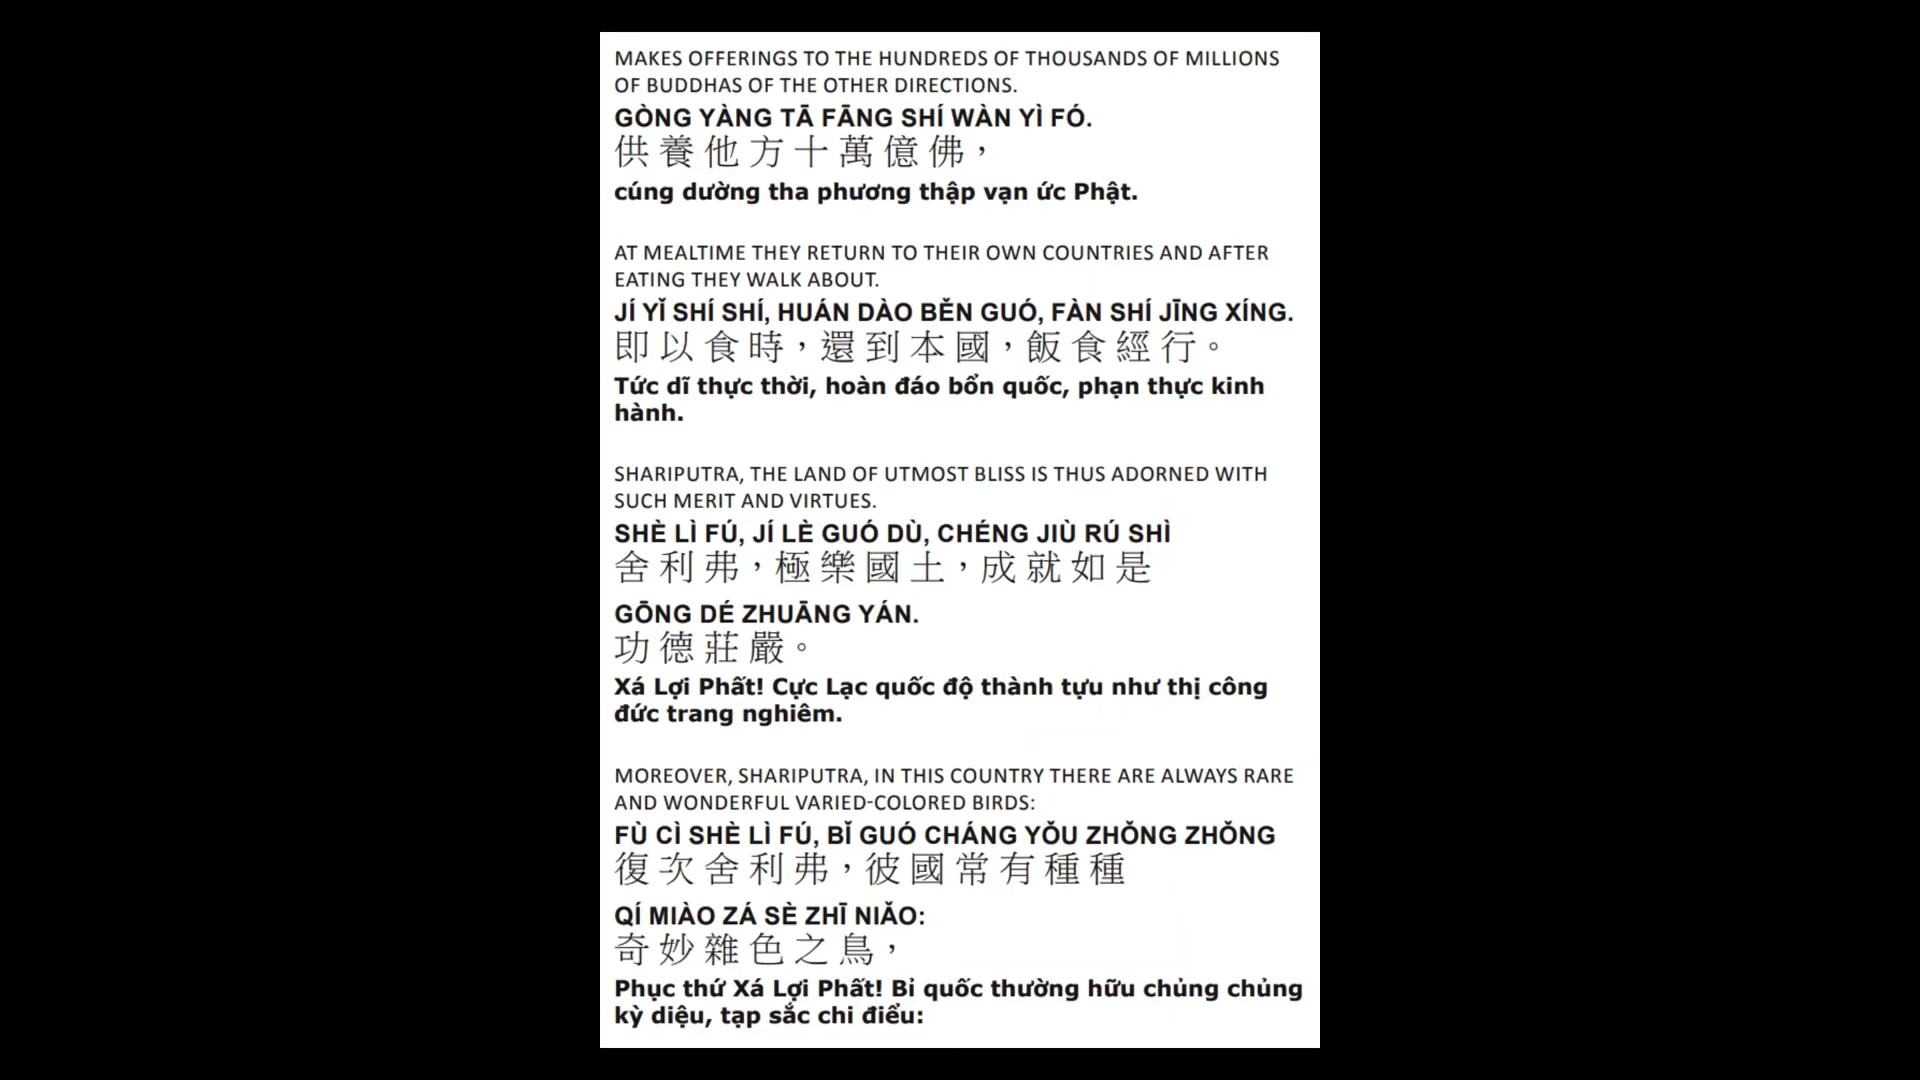 MAKES OFFERINGS TO THE HUNDREDS OF THOUSANDS OF MILLIONS
OF BUDDHAS OF THE OTHER DIRECTIONS.
GÒNG YÀNG TĀ FĀNG SHÍ WÀN YÌ FÓ.
供養他方十萬億佛，
cúng dường tha phương thập vạn ức Phật.
AT MEALTIME THEY RETURN TO THEIR OWN COUNTRIES AND AFTER
EATING THEY WALK ABOUT.
JÍ YǏ SHÍ SHÍ, HUÁN DÀO BĚN GUÓ, FÀN SHÍ JĪNG XÍNG.
即以食時，還到本國，飯食經行。
Tức dĩ thực thời, hoàn đáo bổn quốc, phạn thực kinh
hành.
SHARIPUTRA, THE LAND OF UTMOST BLISS IS THUS ADORNED WITH
SUCH MERIT AND VIRTUES.
SHÈ LÌ FÚ, JÍ LÈ GUÓ DÙ, CHÉNG JIÙ RÚ SHÌ
舍利弗，極樂國土，成就如是
GŌNG DÉ ZHUĀNG YÁN.
功德莊嚴。
Xá Lợi Phất! Cực Lạc quốc độ thành tựu như thị công
đức trang nghiêm.
MOREOVER, SHARIPUTRA, IN THIS COUNTRY THERE ARE ALWAYS RARE
AND WONDERFUL VARIED-COLORED BIRDS:
FÙ CÌ SHÈ LÌ FÚ, BǏ GUÓ CHÁNG YǑU ZHǑNG ZHǑNG
復次舍利弗，彼國常有種種
QÍ MIÀO ZÁ SÈ ZHĪ NIǍO:
奇妙雜色之鳥，
Phục thứ Xá Lợi Phất! Bỉ quốc thường hữu chủng chủng
kỳ diệu, tạp sắc chi điểu: